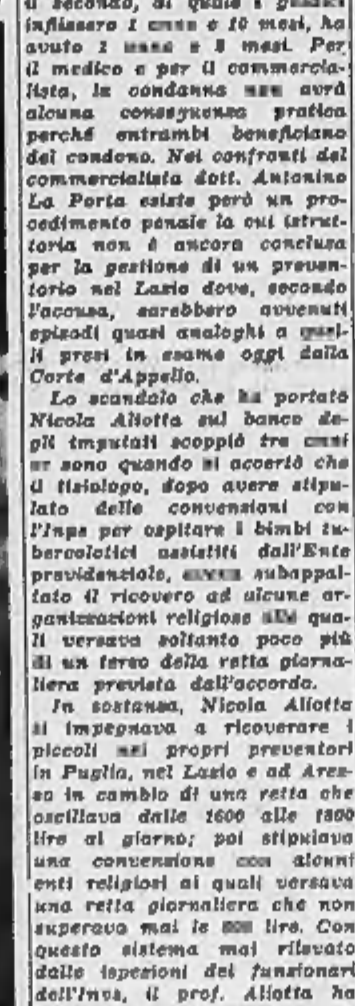 il secondo, al quale i giudici
inflissero 1 anno e 10 mesi, ha
avuto 1 anno e 8 mesi. Per
il medico e per il commercia-
lista, la condanna non avrà
alcuna conseguenza pratica
perché entrambi beneficiano
del condono. Nei confronti del
commercialista dott. Antonino
La Porta esiste però un pro-
cedimento penale la cui istrut-
toria non è ancora conclusa
per la gestione di un preven-
torio nel Lazio dove, secondo
l'accusa, sarebbero avvenuti
episodi quasi analoghi a quel-
li presi in esame oggi dalla
Corte d'Appello.
Lo scandalo che ha portato
Nicola Aliotta sul banco de-
gli imputati scoppiò tre anni
or sono quando si accertò che
il fisiologo, dopo avere stipu-
lato delle convenzioni con
l'Inps per ospitare i bimbi tu-
bercolotici assistiti dall'Ente
previdenziale, aveva subappal-
tato il ricovero ad alcune or-
ganizzazioni religiose alle qua-
li versava soltanto poco più
di un terzo della retta giorna-
liera prevista dall'accordo.
In sostanza, Nicola Aliotta
si impegnava a ricoverare i
piccoli nei propri preventori
in Puglia, nel Lazio e ad Arez-
zo in cambio di una retta che
oscillava dalle 1600 alle 1800
lire al giorno; poi stipulava
una convenzione con alcuni
enti religiosi ai quali versava
una retta giornaliera che non
superava mai le lire. Con
questo sistema mai rilevato
dalle ispezioni dei funzionari
dell'Inps, il prof. Aliotta ha